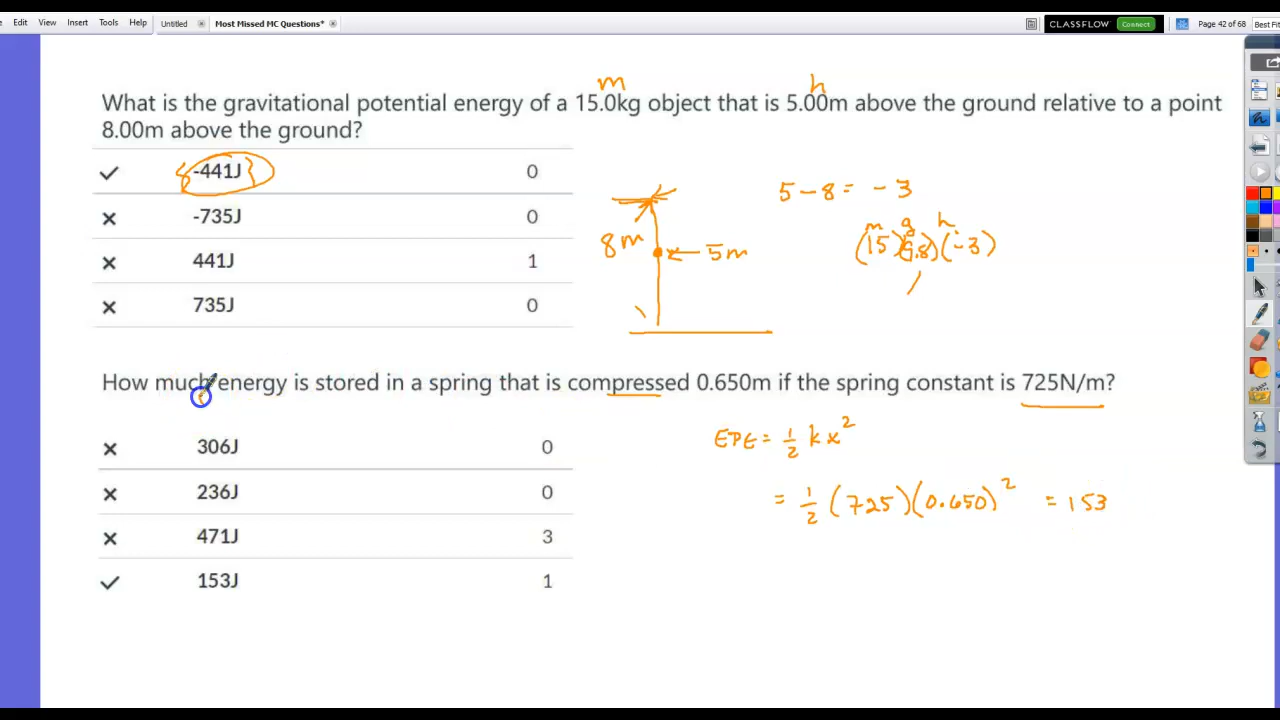 Edit View Insert Tools Help Untitled Most Missed MC Questions* CLASSFLOW Connect Page 42 of 68 Best Fit
m h
What is the gravitational potential energy of a 15.0kg object that is 5.00m above the ground relative to a point
8.00m above the ground?
-441J 0
-735J 0
441J 1
735J 0
5 - 8 = - 3
m g h
(15)(9.8)(-3)
8m
5m
How much energy is stored in a spring that is compressed 0.650m if the spring constant is 725N/m?
306J 0
236J 0
471J 3
153J 1
EPE = 1/2 kx²
= 1/2 (725)(0.650)² = 153